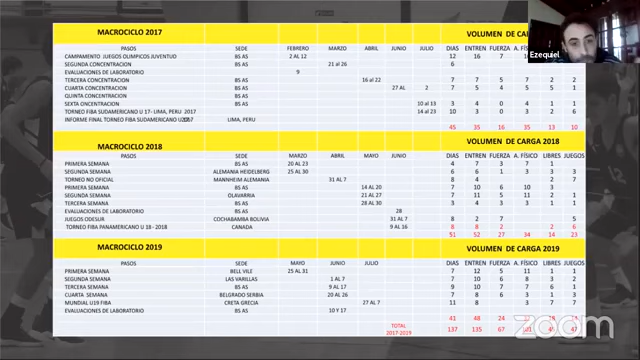 MACROCICLO 2017 VOLUMEN DE CAR
Ezequiel
PASOS SEDE FEBRERO MARZO ABRIL JUNIO JULIO DIAS ENTREN FUERZA A. FÍ
CAMPAMENTO JUEGOS OLIMPICOS JUVENTUD BS AS 2 AL 12 12 16 7
SEGUNDA CONCENTRACION BS AS 21 al 26 6
EVALUACIONES DE LABORATORIO 9
TERCERA CONCENTRACION BS AS 16 al 22 7 7 5 7 2 2
CUARTA CONCENTRACION BS AS 27 AL 2 7 5 4 5 5 1
QUINTA CONCENTRACION BS AS
SEXTA ONCENTRACION BS AS 10 al 13 3 4 0 4 1 1
TORNEO FIBA SUDAMERICANO U 17- LIMA, PERU 2017 14 al 23 10 3 0 3 2 6
INFORME FINAL TORNEO FIBA SUDAMERICANO LIMA, PERU
45 35 16 35 13 10
MACROCICLO 2018 VOLUMEN DE CARGA 2018
PASOS SEDE MARZO ABRIL MAYO JUNIO DIAS ENTREN FUERZA A.FÍSICO LIBRES JUEGOS
PRIMERA SEMANA BS AS 20 AL 23 4 7 3 7 1
SEGUNDA SEMANA ALEMANIA HEIDELBERG 25 AL 30 6 6 1 3 3 3
TORNEO NO OFICIAL MANNHEIM ALEMANIA 31 AL 7 8 4 2 7
PRIMERA SEMANA BS AS 14 AL 20 7 10 6 10 3
SEGUNDA SEMANA OLAVARRIA 21 AL 27 7 11 5 11 2 1
TERCERA SEMANA BS AS 28 AL 30 3 4 3 3 1 1
EVALUACIONES DE LABORATORIO BS AS 28
JUEGOS ODESUR COCHABAMBA BOLIVIA 31 AL 7 8 2 7 5
TORNEO FIBA PANAMERICANO U 18 - 2018 CANADA 9 AL 16 8 8 2 2 6
51 52 27 34 14 23
MACROCICLO 2019 VOLUMEN DE CARGA 2019
PASOS SEDE MAYO JUNIO JULIO DIAS ENTREN FUERZA A.FÍSICO LIBRES JUEGOS
PRIMERA SEMANA BELL VILE 25 AL 31 7 12 5 11 1 1
SEGUNDA SEMANA LAS VARILLAS 1 AL 7 7 10 6 8 3 2
TERCERA SEMANA BS AS 9 AL 17 9 10 7 7 6 1
CUARTA SEMANA BELGRADO SERBIA 20 AL 26 7 8 6 3 3
MUNDIAL U19 FIBA CRETA GRECIA 27 AL 7 11 8 3 7 7
EVALUACIONES DE LABORATORIO BS AS 10 Y 17
41 48 24
TOTAL 2017-2019 137 135 67 101
zoom